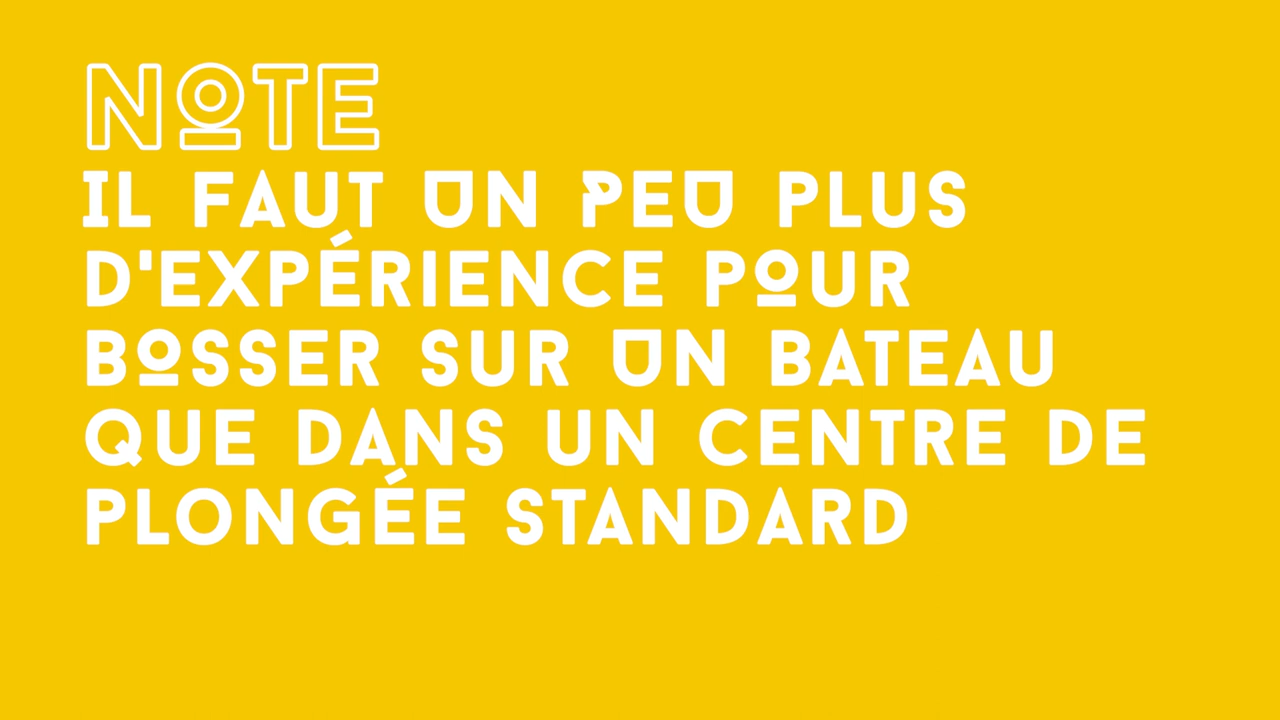 NOTE
IL FAUT UN PEU PLUS
D'EXPÉRIENCE POUR
BOSSER SUR UN BATEAU
QUE DANS UN CENTRE DE
PLONGÉE STANDARD